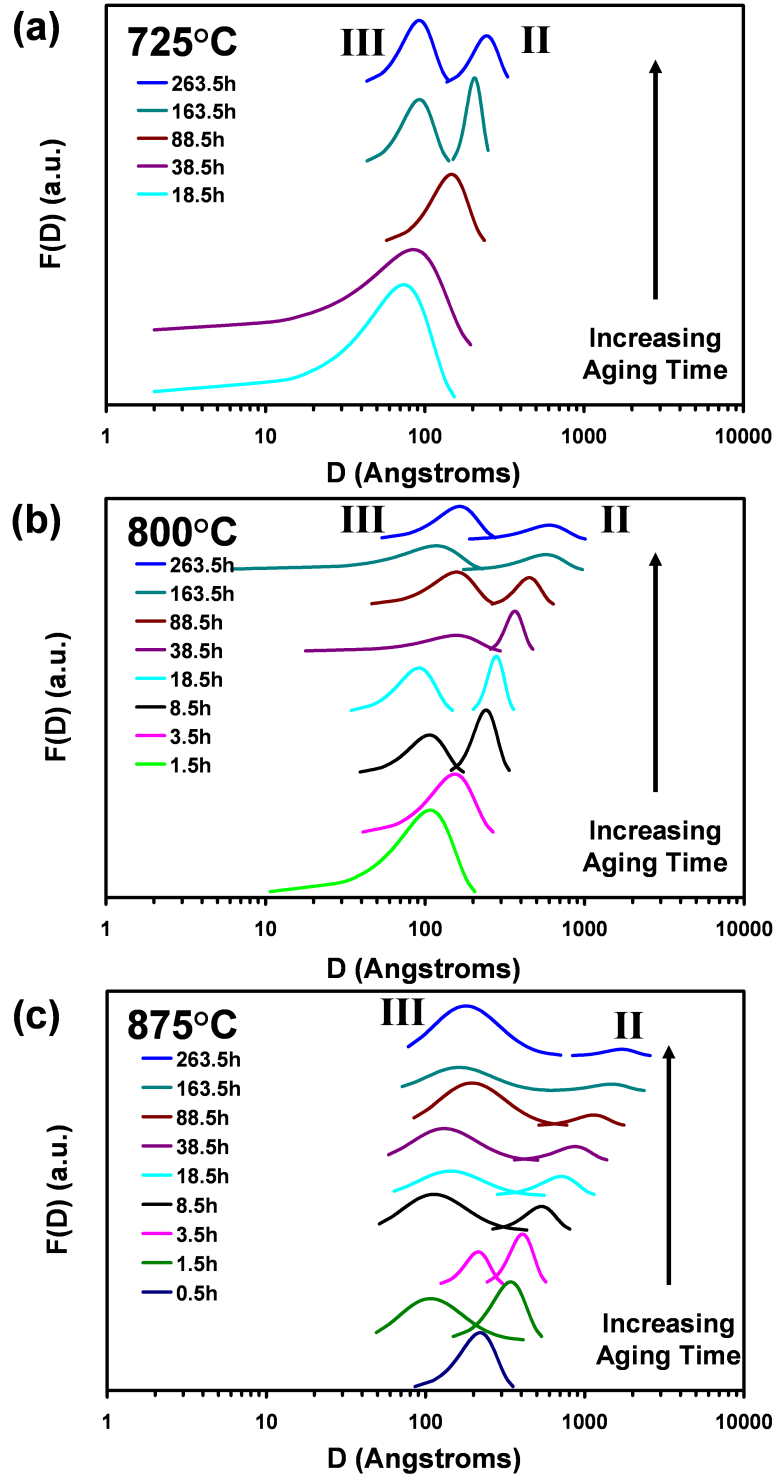 (a)
725°C
III
II
263.5h
163.5h
88.5h
38.5h
18.5h
F(D) (a.u.)
Increasing
Aging Time
1 10 100 1000 10000
D (Angstroms)
(b)
800°C
III
II
263.5h
163.5h
88.5h
38.5h
18.5h
8.5h
3.5h
1.5h
F(D) (a.u.)
Increasing
Aging Time
1 10 100 1000 10000
D (Angstroms)
(c)
875°C
III
II
263.5h
163.5h
88.5h
38.5h
18.5h
8.5h
3.5h
1.5h
0.5h
F(D) (a.u.)
Increasing
Aging Time
1 10 100 1000 10000
D (Angstroms)